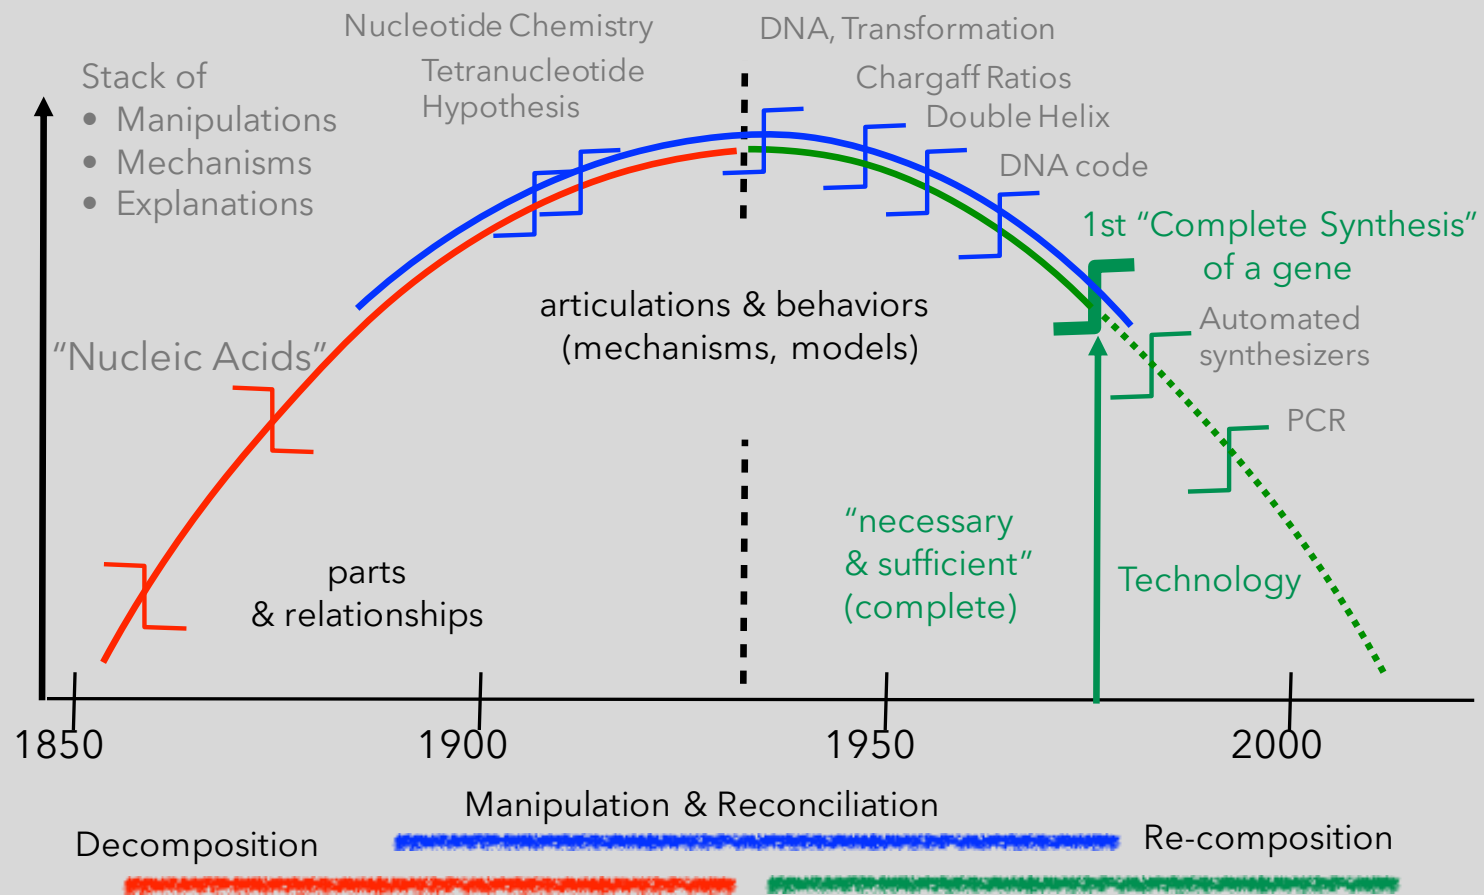 Nucleotide Chemistry
DNA, Transformation
Stack of
• Manipulations
• Mechanisms
• Explanations
Tetranucleotide
Hypothesis
Chargaff Ratios
Double Helix
DNA code
1st “Complete Synthesis”
of a gene
articulations & behaviors
(mechanisms, models)
“Nucleic Acids”
Automated
synthesizers
PCR
“necessary
& sufficient”
(complete)
Technology
parts
& relationships
1850
1900
1950
2000
Manipulation & Reconciliation
Decomposition
Re-composition